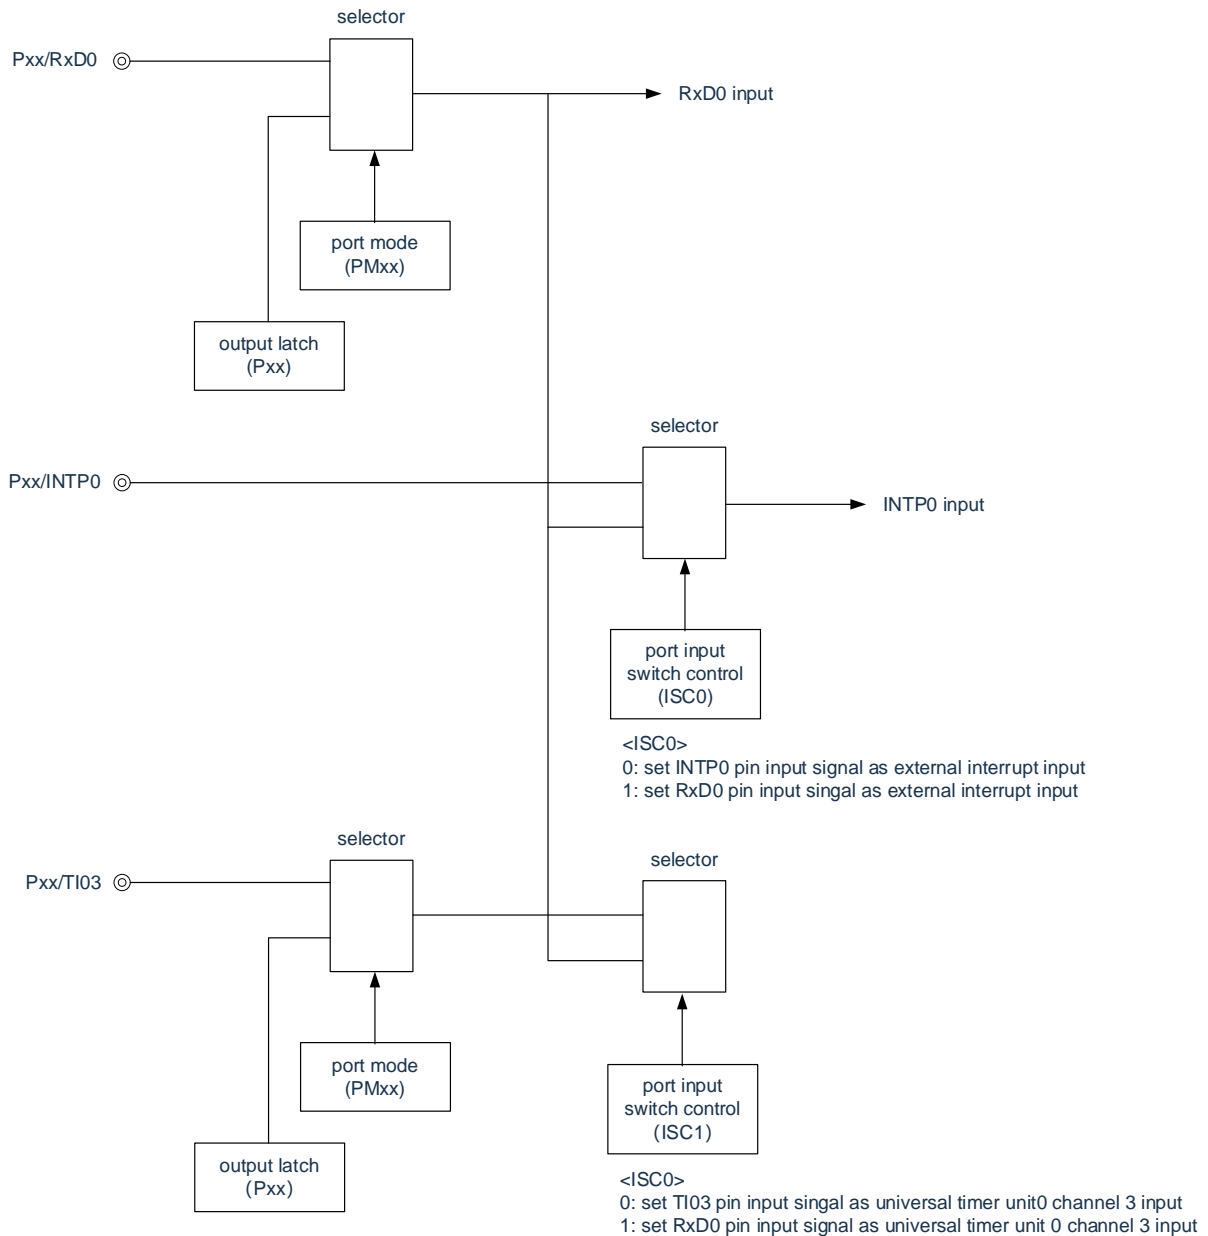 selector
Pxx/RxD0
RxD0 input
port mode
(PMxx)
output latch
(Pxx)
selector
Pxx/INTP0
INTP0 input
port input
switch control
(ISC0)
<ISC0>
0: set INTP0 pin input signal as external interrupt input
1: set RxD0 pin input singal as external interrupt input
selector
selector
Pxx/TI03
port mode
(PMxx)
port input
switch control
(ISC1)
output latch
(Pxx)
<ISC0>
0: set TI03 pin input singal as universal timer unit0 channel 3 input
1: set RxD0 pin input signal as universal timer unit 0 channel 3 input